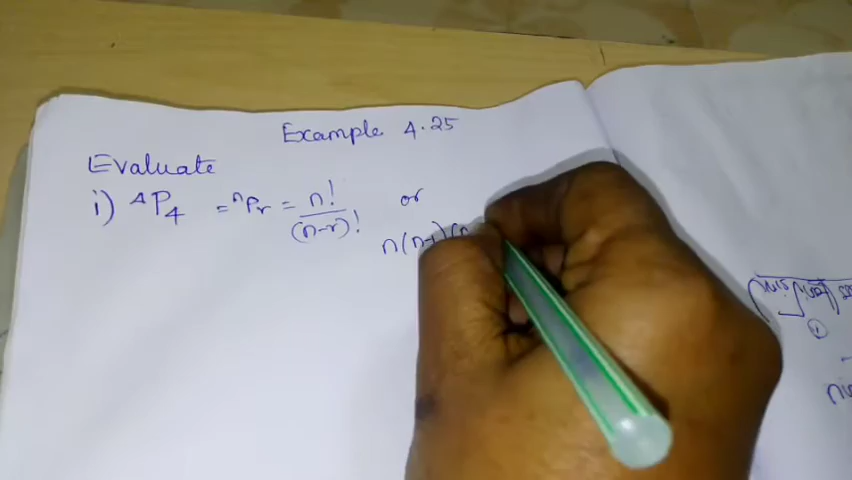 Example 4.25
Evaluate
i) ⁴P₄ = ⁿPᵣ = n!/(n-r)! or
n(n-1)(n